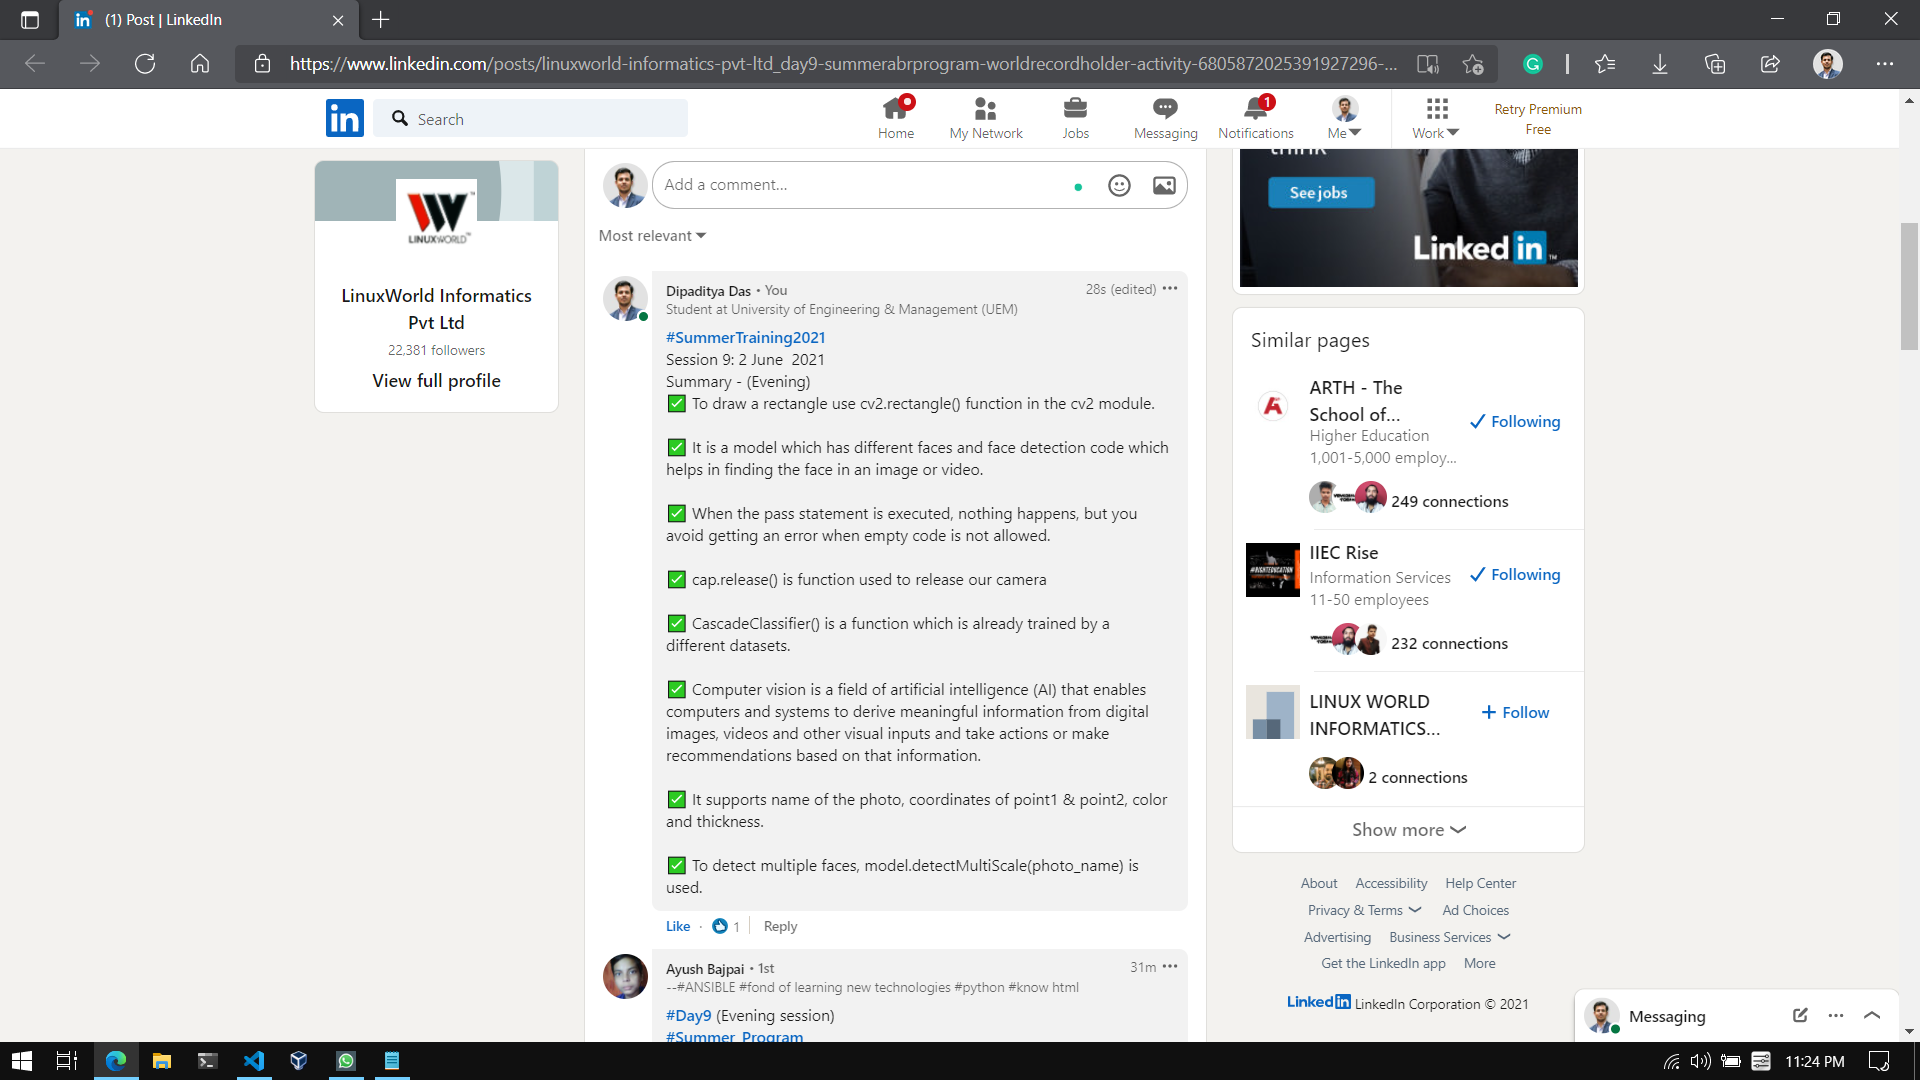 (1) Post | LinkedIn
https://www.linkedin.com/posts/linuxworld-informatics-pvt-ltd_day9-summerabrprogram-worldrecordholder-activity-6805872025391927296-...
Search
Home
My Network
Jobs
Messaging
1
Notifications
Me
Work
Retry Premium
Free
LINUXWORLD
LinuxWorld Informatics
Pvt Ltd
22,381 followers
View full profile
Add a comment...
Most relevant
Dipaditya Das • You
28s (edited)
Student at University of Engineering & Management (UEM)
#SummerTraining2021
Session 9: 2 June  2021
Summary - (Evening)
✅ To draw a rectangle use cv2.rectangle() function in the cv2 module.
✅ It is a model which has different faces and face detection code which
helps in finding the face in an image or video.
✅ When the pass statement is executed, nothing happens, but you
avoid getting an error when empty code is not allowed.
✅ cap.release() is function used to release our camera
✅ CascadeClassifier() is a function which is already trained by a
different datasets.
✅ Computer vision is a field of artificial intelligence (AI) that enables
computers and systems to derive meaningful information from digital
images, videos and other visual inputs and take actions or make
recommendations based on that information.
✅ It supports name of the photo, coordinates of point1 & point2, color
and thickness.
✅ To detect multiple faces, model.detectMultiScale(photo_name) is
used.
Like · 1 | Reply
Ayush Bajpai • 1st
31m
--#ANSIBLE #fond of learning new technologies #python #know html
#Day9 (Evening session)
#Summer_Program
think
See jobs
Linked in
Similar pages
ARTH - The
School of...
Following
Higher Education
1,001-5,000 employ...
249 connections
IIEC Rise
Following
Information Services
11-50 employees
232 connections
LINUX WORLD
INFORMATICS...
Follow
2 connections
Show more
About
Accessibility
Help Center
Privacy & Terms
Ad Choices
Advertising
Business Services
Get the LinkedIn app
More
LinkedIn LinkedIn Corporation © 2021
Messaging
11:24 PM